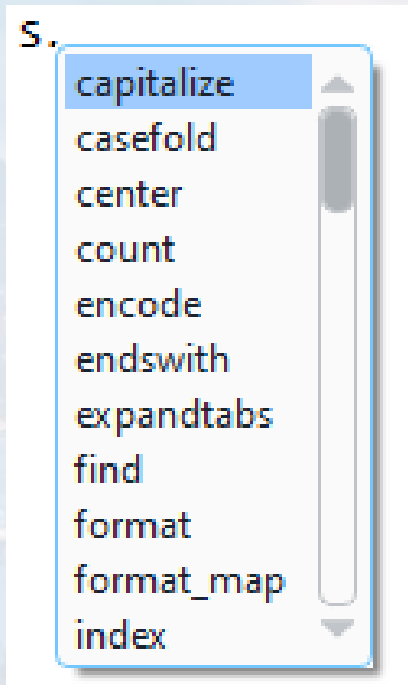 s.
capitalize
casefold
center
count
encode
endswith
expandtabs
find
format
format_map
index